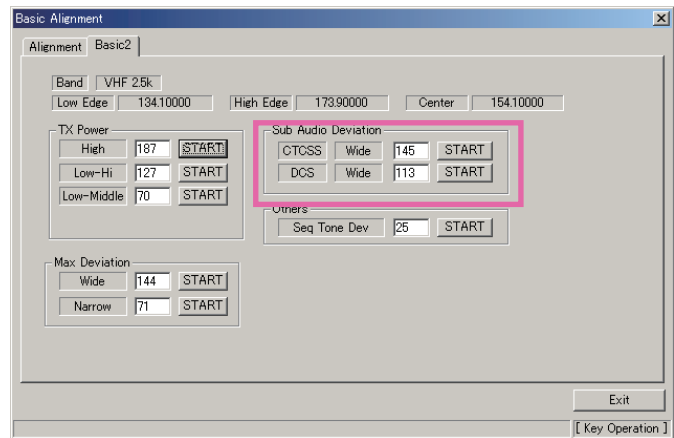 Basic Alignment
Alignment Basic2
Band VHF 2.5k
Low Edge 134.10000 High Edge 173.90000 Center 154.10000
TX Power
High 187 START
Low-Hi 127 START
Low-Middle 70 START
Sub Audio Deviation
CTCSS Wide 145 START
DCS Wide 113 START
Others
Seq Tone Dev 25 START
Max Deviation
Wide 144 START
Narrow 71 START
Exit
[ Key Operation ]